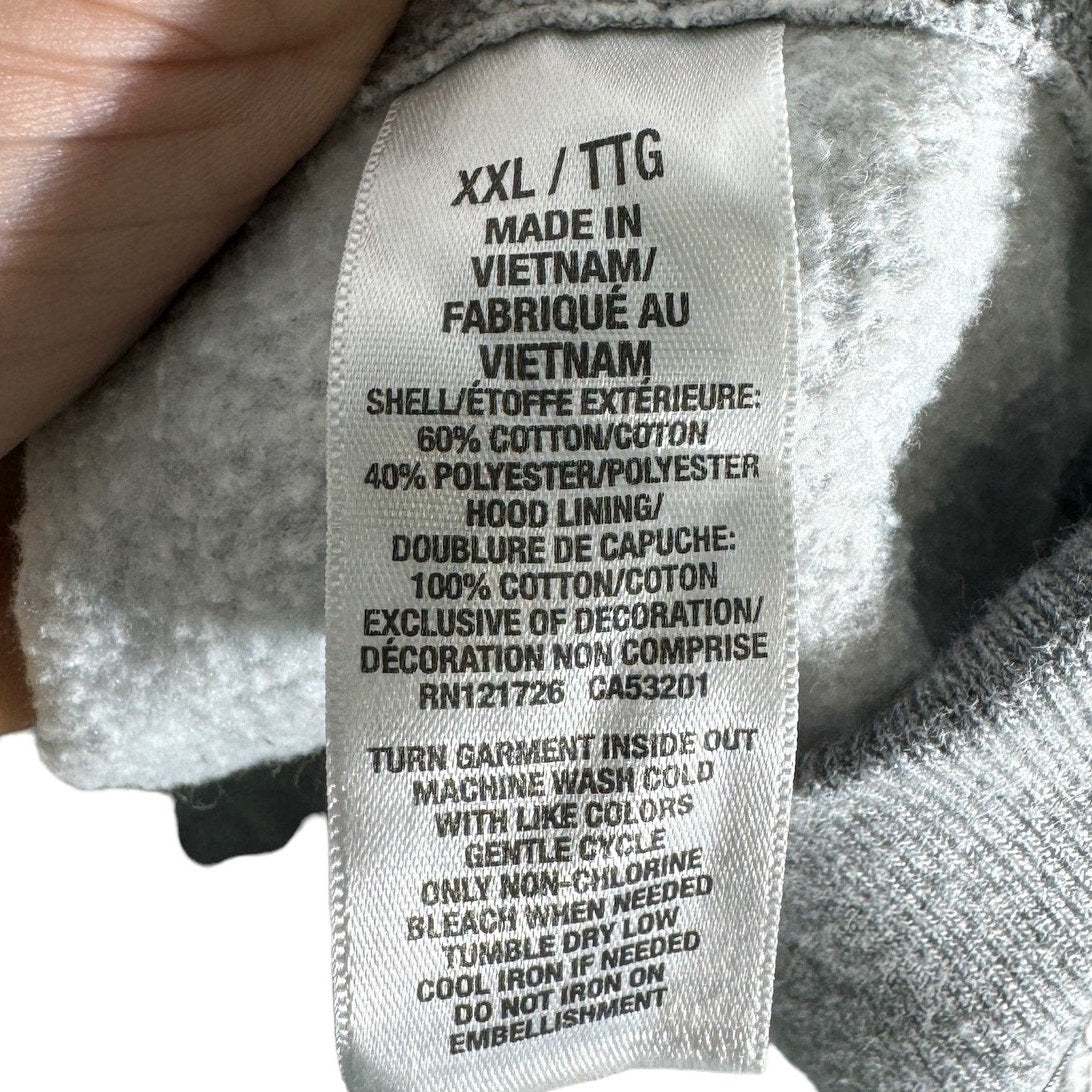 XXL / TTG
MADE IN
VIETNAM/
FABRIQUÉ AU
VIETNAM
SHELL/ÉTOFFE EXTÉRIEURE:
60% COTTON/COTON
40% POLYESTER/POLYESTER
HOOD LINING/
DOUBLURE DE CAPUCHE:
100% COTTON/COTON
EXCLUSIVE OF DECORATION/
DÉCORATION NON COMPRISE
RN121726 CA53201
TURN GARMENT INSIDE OUT
MACHINE WASH COLD
WITH LIKE COLORS
GENTLE CYCLE
ONLY NON-CHLORINE
BLEACH WHEN NEEDED
TUMBLE DRY LOW
COOL IRON IF NEEDED
DO NOT IRON ON
EMBELLISHMENT